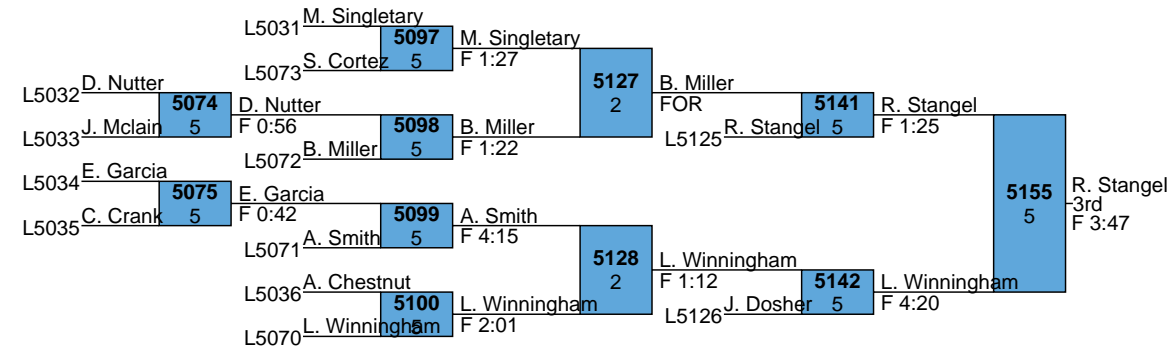 L5031 M. Singletary
5097
5
M. Singletary
F 1:27
L5073 S. Cortez
L5032 D. Nutter
5074
5
D. Nutter
F 0:56
L5033 J. Mclain
5098
5
B. Miller
F 1:22
L5072 B. Miller
5127
2
B. Miller
FOR
L5125 R. Stangel
5141
5
R. Stangel
F 1:25
L5034 E. Garcia
5075
5
E. Garcia
F 0:42
L5035 C. Crank
5099
5
A. Smith
F 4:15
L5071 A. Smith
5128
2
L. Winningham
F 1:12
L5036 A. Chestnut
5100
5
L. Winningham
F 2:01
L5070 L. Winningham
L5126 J. Dosher
5142
5
L. Winningham
F 4:20
5155
5
R. Stangel
3rd
F 3:47